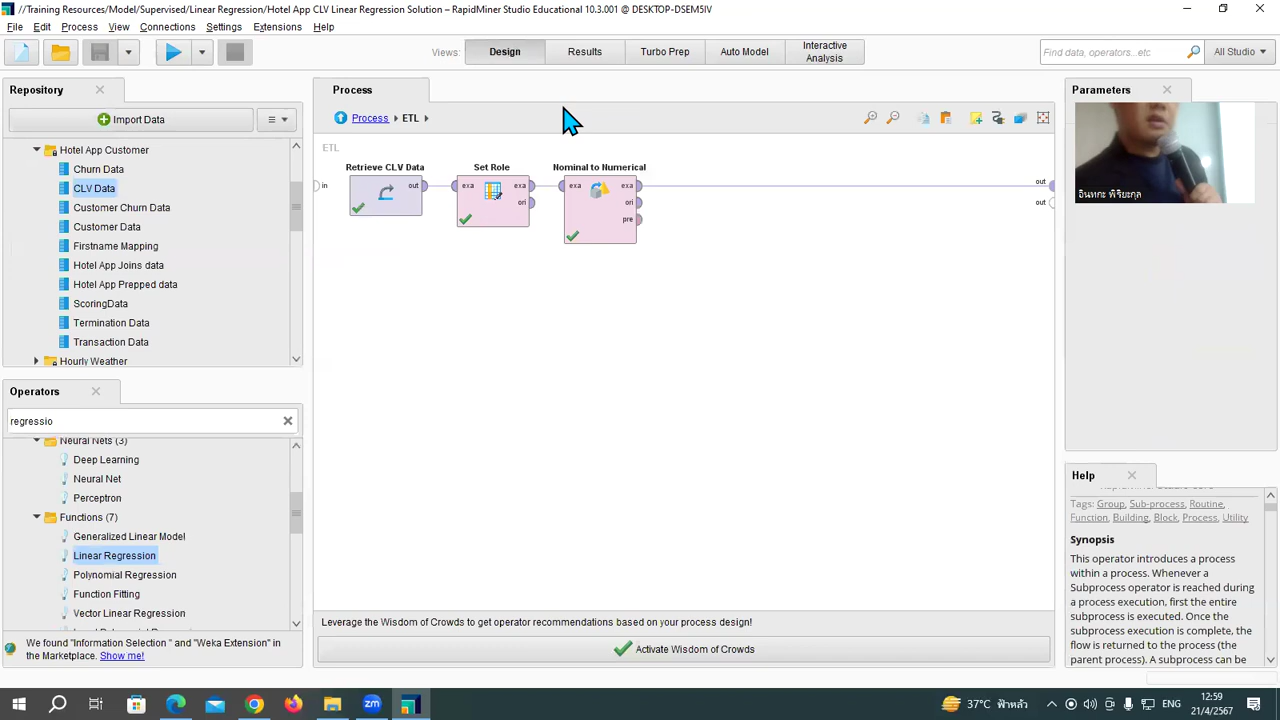 //Training Resources/Model/Supervised/Linear Regression/Hotel App CLV Linear Regression Solution – RapidMiner Studio Educational 10.3.001 @ DESKTOP-DSEM5IV
File Edit Process View Connections Settings Extensions Help
Views: Design Results Turbo Prep Auto Model Interactive Analysis
Find data, operators...etc All Studio
Repository
Import Data
Hotel App Customer
Churn Data
CLV Data
Customer Churn Data
Customer Data
Firstname Mapping
Hotel App Joins data
Hotel App Prepped data
ScoringData
Termination Data
Transaction Data
Hourly Weather
Operators
regressio
Neural Nets (3)
Deep Learning
Neural Net
Perceptron
Functions (7)
Generalized Linear Model
Linear Regression
Polynomial Regression
Function Fitting
Vector Linear Regression
We found "Information Selection " and "Weka Extension" in
the Marketplace. Show me!
Process
Process ETL
ETL
Retrieve CLV Data Set Role Nominal to Numerical
in out exa exa exa exa out
ori ori out
pre
Leverage the Wisdom of Crowds to get operator recommendations based on your process design!
Activate Wisdom of Crowds
Parameters
อินทกะ พิริยะกุล
Help
Tags: Group, Sub-process, Routine,
Function, Building, Block, Process, Utility
Synopsis
This operator introduces a process
within a process. Whenever a
Subprocess operator is reached during
a process execution, first the entire
subprocess is executed. Once the
subprocess execution is complete, the
flow is returned to the process (the
parent process). A subprocess can be
37°C ฟ้าหลัว
ENG
12:59
21/4/2567